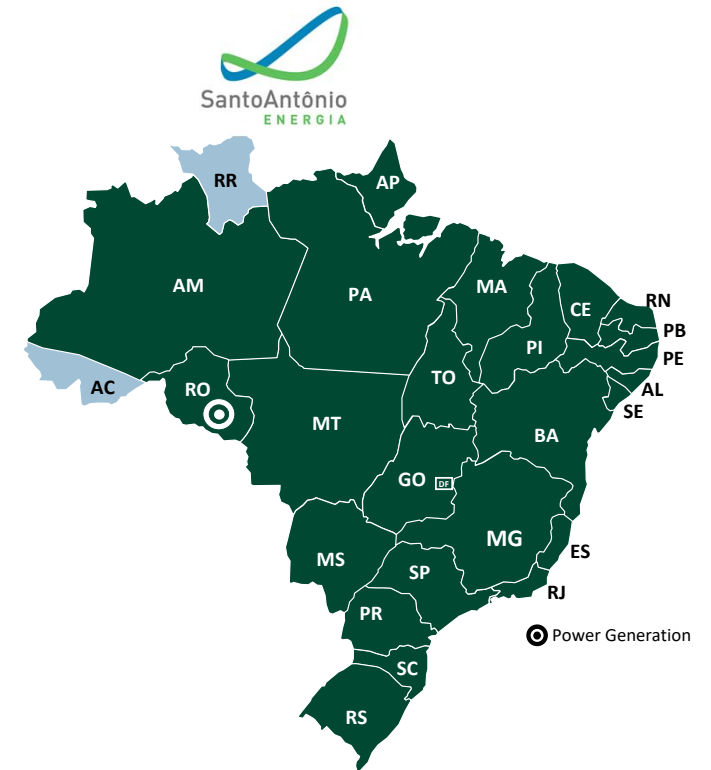 SantoAntônio
ENERGIA
RR
AP
AM
PA
MA
CE
RN
PB
PI
PE
TO
AC
RO
AL
SE
MT
BA
GO
DF
MG
ES
MS
SP
RJ
PR
Power Generation
SC
RS